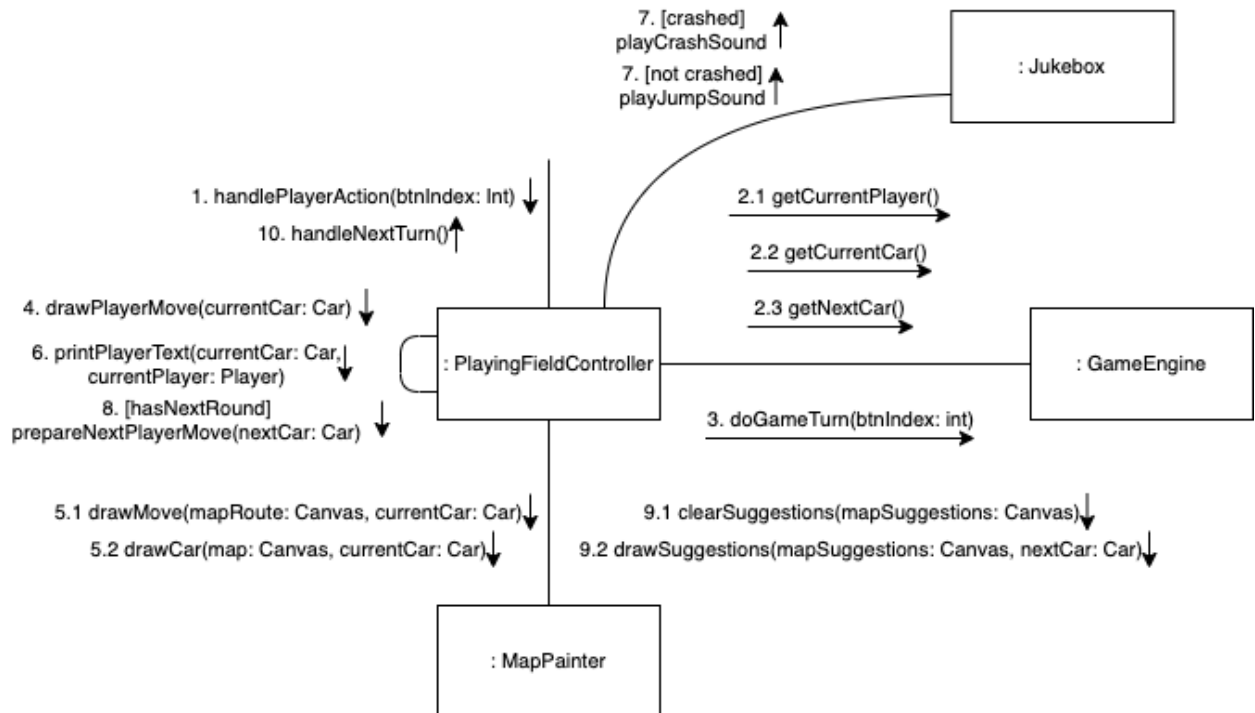 7. [crashed]
playCrashSound
7. [not crashed]
playJumpSound
: Jukebox
1. handlePlayerAction(btnIndex: Int)
10. handleNextTurn()
2.1 getCurrentPlayer()
2.2 getCurrentCar()
2.3 getNextCar()
4. drawPlayerMove(currentCar: Car)
6. printPlayerText(currentCar: Car,
currentPlayer: Player)
8. [hasNextRound]
prepareNextPlayerMove(nextCar: Car)
: PlayingFieldController
: GameEngine
3. doGameTurn(btnIndex: int)
5.1 drawMove(mapRoute: Canvas, currentCar: Car)
5.2 drawCar(map: Canvas, currentCar: Car)
9.1 clearSuggestions(mapSuggestions: Canvas)
9.2 drawSuggestions(mapSuggestions: Canvas, nextCar: Car)
: MapPainter